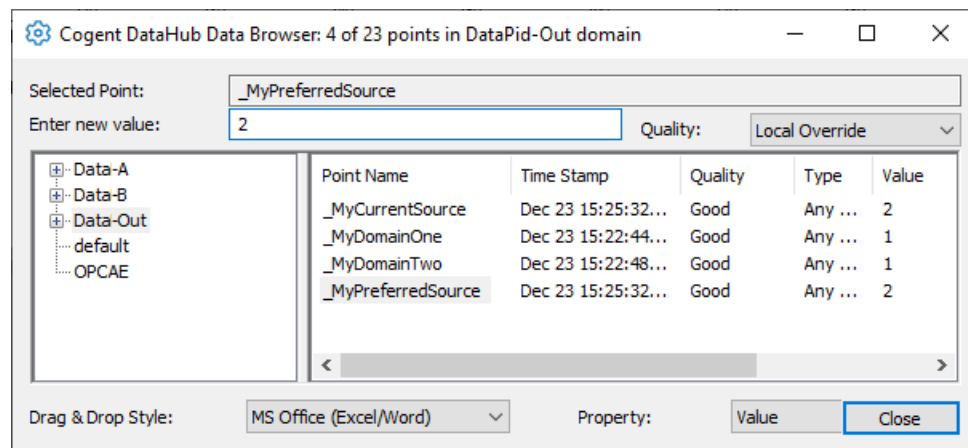 Cogent DataHub Data Browser: 4 of 23 points in DataPid-Out domain
Selected Point: _MyPreferredSource
Enter new value: 2 Quality: Local Override
Data-A
Data-B
Data-Out
default
OPCAE
Point Name Time Stamp Quality Type Value
_MyCurrentSource Dec 23 15:25:32... Good Any ... 2
_MyDomainOne Dec 23 15:22:44... Good Any ... 1
_MyDomainTwo Dec 23 15:22:48... Good Any ... 1
_MyPreferredSource Dec 23 15:25:32... Good Any ... 2
Drag & Drop Style: MS Office (Excel/Word) Property: Value Close